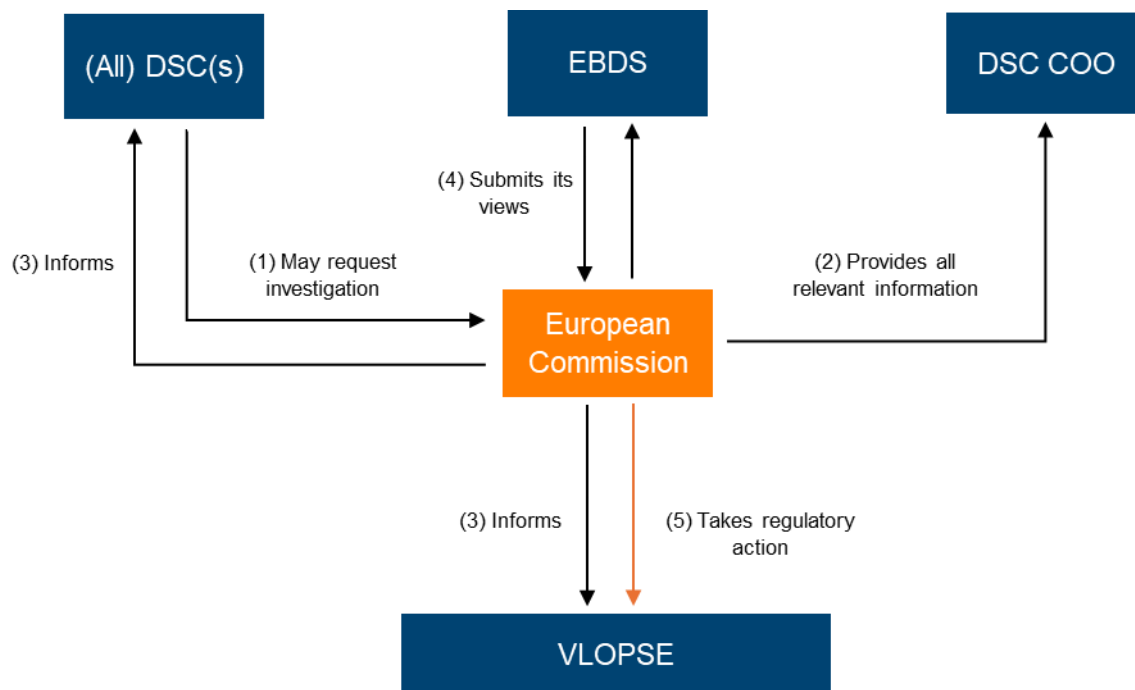 (All) DSC(s)
EBDS
DSC COO
(4) Submits its
views
(3) Informs
(1) May request
investigation
(2) Provides all
relevant information
European
Commission
(3) Informs
(5) Takes regulatory
action
VLOPSE